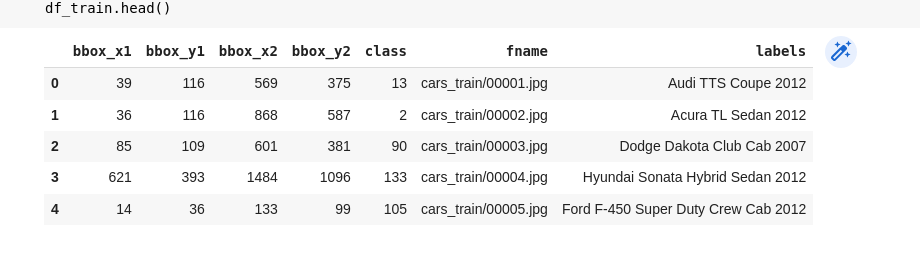 df_train.head()
bbox_x1 bbox_y1 bbox_x2 bbox_y2 class fname labels
0 39 116 569 375 13 cars_train/00001.jpg Audi TTS Coupe 2012
1 36 116 868 587 2 cars_train/00002.jpg Acura TL Sedan 2012
2 85 109 601 381 90 cars_train/00003.jpg Dodge Dakota Club Cab 2007
3 621 393 1484 1096 133 cars_train/00004.jpg Hyundai Sonata Hybrid Sedan 2012
4 14 36 133 99 105 cars_train/00005.jpg Ford F-450 Super Duty Crew Cab 2012